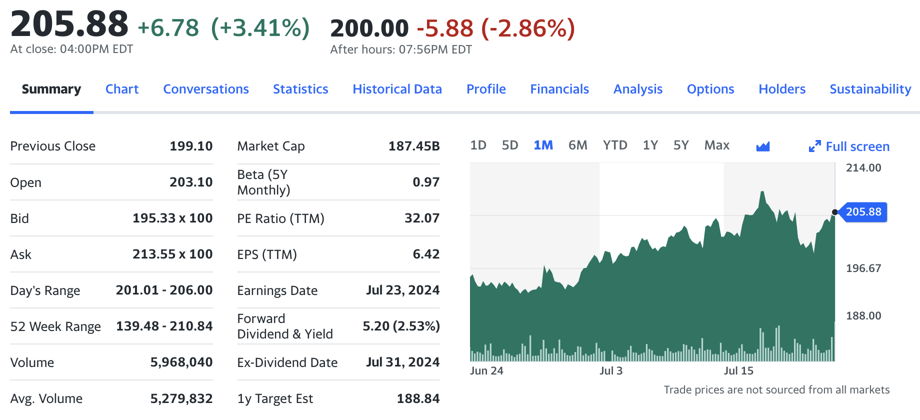 205.88 +6.78 (+3.41%) 200.00 -5.88 (-2.86%)
At close: 04:00PM EDT After hours: 07:56PM EDT
Summary Chart Conversations Statistics Historical Data Profile Financials Analysis Options Holders Sustainability
Previous Close 199.10
Open 203.10
Bid 195.33 x 100
Ask 213.55 x 100
Day's Range 201.01 - 206.00
52 Week Range 139.48 - 210.84
Volume 5,968,040
Avg. Volume 5,279,832
Market Cap 187.45B
Beta (5Y
Monthly) 0.97
PE Ratio (TTM) 32.07
EPS (TTM) 6.42
Earnings Date Jul 23, 2024
Forward
Dividend & Yield 5.20 (2.53%)
Ex-Dividend Date Jul 31, 2024
1y Target Est 188.84
1D 5D 1M 6M YTD 1Y 5Y Max Full screen
214.00
205.88
196.67
188.00
Jun 24 Jul 3 Jul 15
Trade prices are not sourced from all markets